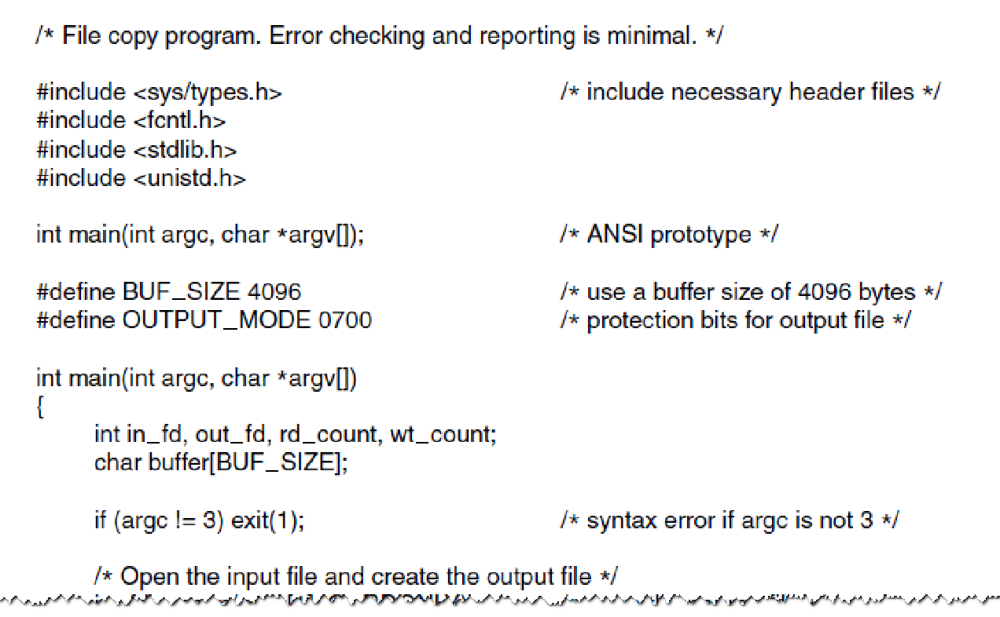 /* File copy program. Error checking and reporting is minimal. */
#include <sys/types.h> /* include necessary header files */
#include <fcntl.h>
#include <stdlib.h>
#include <unistd.h>
int main(int argc, char *argv[]); /* ANSI prototype */
#define BUF_SIZE 4096 /* use a buffer size of 4096 bytes */
#define OUTPUT_MODE 0700 /* protection bits for output file */
int main(int argc, char *argv[])
{
int in_fd, out_fd, rd_count, wt_count;
char buffer[BUF_SIZE];
if (argc != 3) exit(1); /* syntax error if argc is not 3 */
/* Open the input file and create the output file */